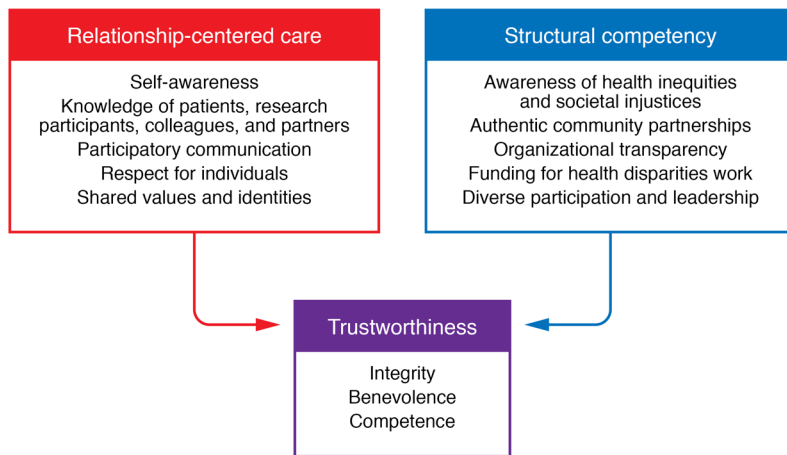 Relationship-centered care
Self-awareness
Knowledge of patients, research
participants, colleagues, and partners
Participatory communication
Respect for individuals
Shared values and identities
Structural competency
Awareness of health inequities
and societal injustices
Authentic community partnerships
Organizational transparency
Funding for health disparities work
Diverse participation and leadership
Trustworthiness
Integrity
Benevolence
Competence